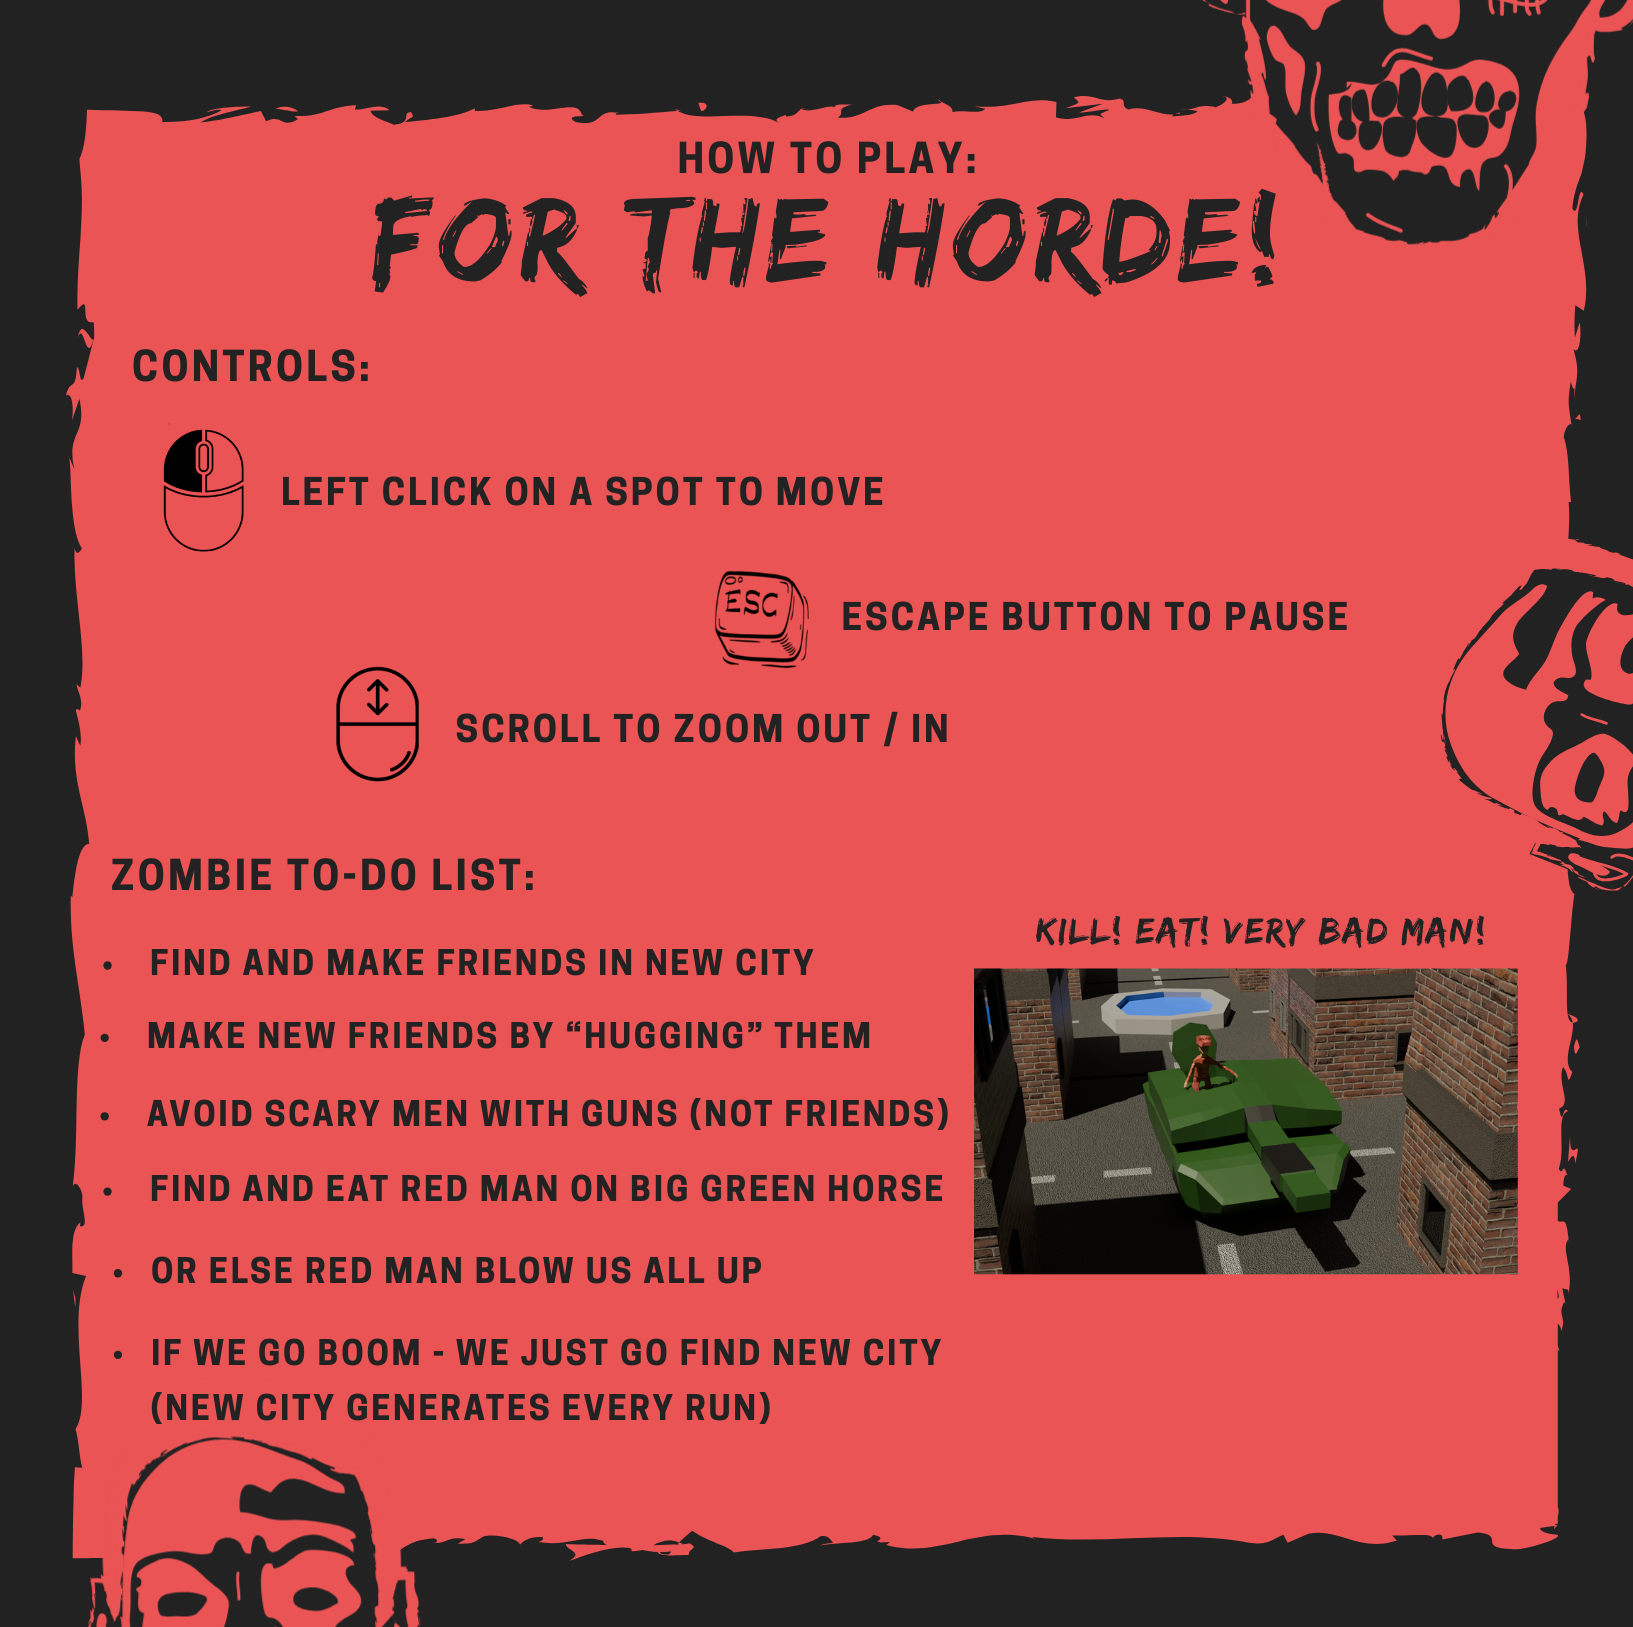 HOW TO PLAY:
FOR THE HORDE!
CONTROLS:
LEFT CLICK ON A SPOT TO MOVE
ESC
ESCAPE BUTTON TO PAUSE
SCROLL TO ZOOM OUT / IN
ZOMBIE TO-DO LIST:
• FIND AND MAKE FRIENDS IN NEW CITY
• MAKE NEW FRIENDS BY “HUGGING” THEM
• AVOID SCARY MEN WITH GUNS (NOT FRIENDS)
• FIND AND EAT RED MAN ON BIG GREEN HORSE
• OR ELSE RED MAN BLOW US ALL UP
• IF WE GO BOOM - WE JUST GO FIND NEW CITY
(NEW CITY GENERATES EVERY RUN)
KILL! EAT! VERY BAD MAN!